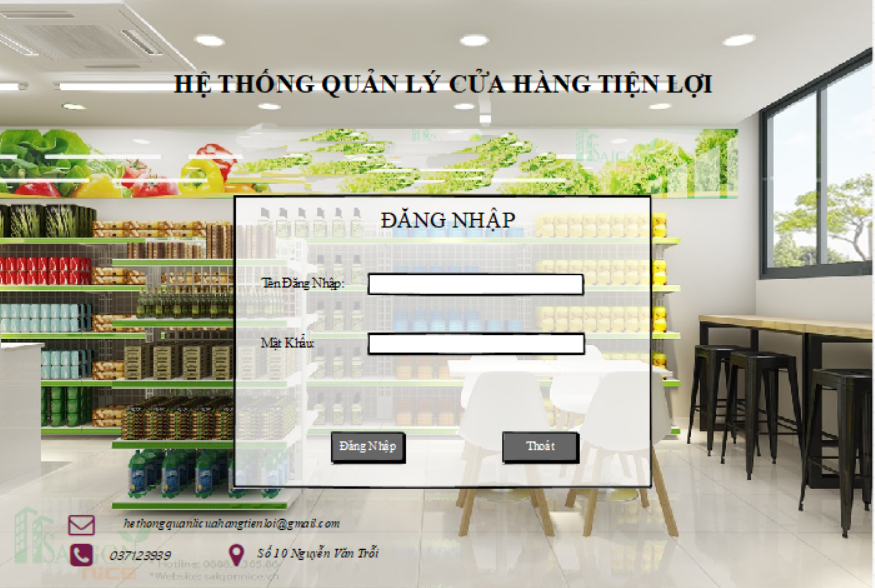 HỆ THỐNG QUẢN LÝ CỬA HÀNG TIỆN LỢI
ĐĂNG NHẬP
Tên Đăng Nhập:
Mật Khẩu:
Đăng Nhập
Thoát
hethongquanlicuahangtienloi@gmail.com
037123939
Số 10 Nguyễn Văn Trỗi